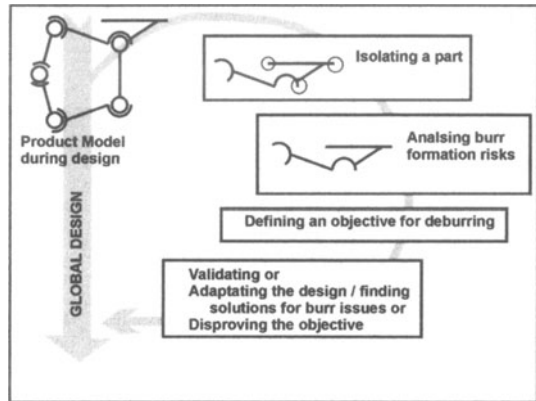 Isolating a part
Product Model
during design
Analsing burr
formation risks
GLOBAL DESIGN
Defining an objective for deburring
Validating or
Adaptating the design / finding
solutions for burr issues or
Disproving the objective